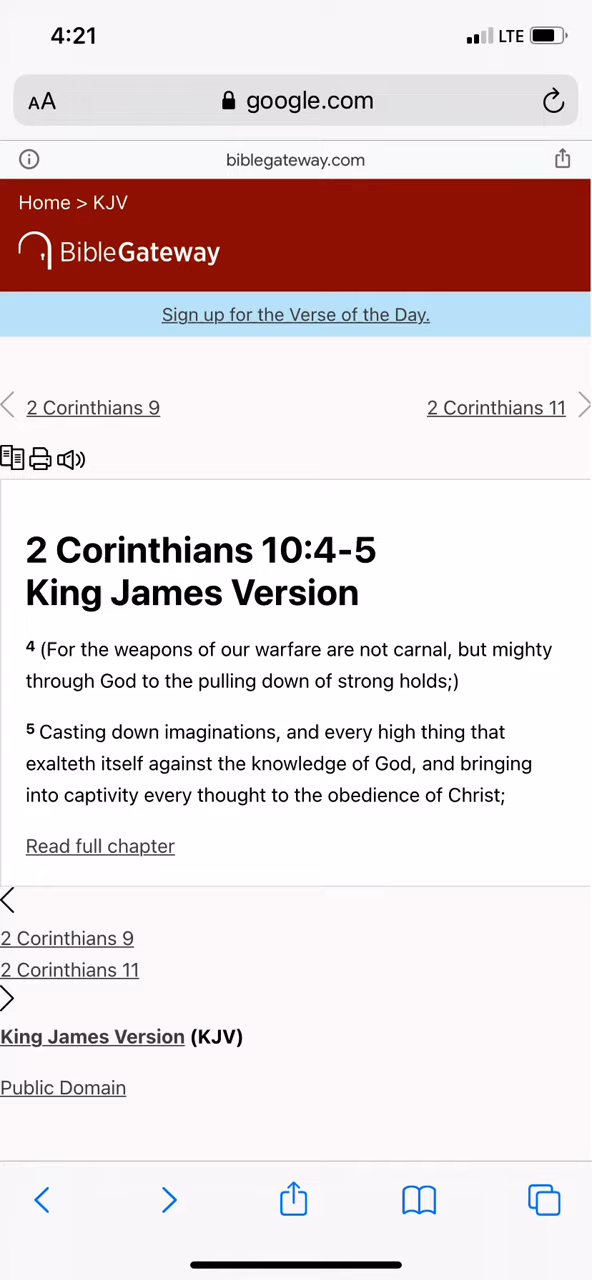 4:21
LTE
AA
google.com
biblegateway.com
Home > KJV
BibleGateway
Sign up for the Verse of the Day.
2 Corinthians 9
2 Corinthians 11
2 Corinthians 10:4-5
King James Version
4 (For the weapons of our warfare are not carnal, but mighty
through God to the pulling down of strong holds;)
5 Casting down imaginations, and every high thing that
exalteth itself against the knowledge of God, and bringing
into captivity every thought to the obedience of Christ;
Read full chapter
2 Corinthians 9
2 Corinthians 11
King James Version (KJV)
Public Domain